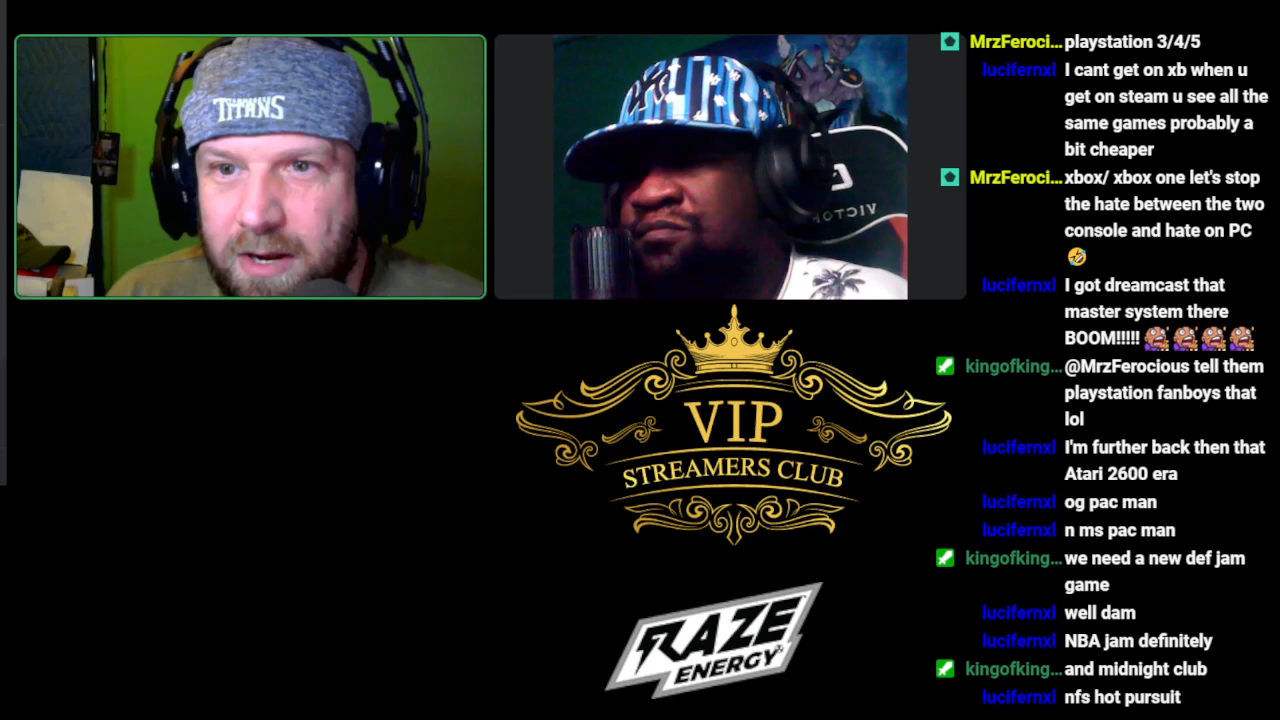 TITANS
VICTOR
VIP
STREAMERS CLUB
RAZE
ENERGY
MrzFeroci... playstation 3/4/5
lucifernxl I cant get on xb when u
get on steam u see all the
same games probably a
bit cheaper
MrzFeroci... xbox/ xbox one let's stop
the hate between the two
console and hate on PC
🤣
lucifernxl I got dreamcast that
master system there
BOOM!!!!!
kingofking... @MrzFerocious tell them
playstation fanboys that
lol
lucifernxl I'm further back then that
Atari 2600 era
lucifernxl og pac man
lucifernxl n ms pac man
kingofking... we need a new def jam
game
lucifernxl well dam
lucifernxl NBA jam definitely
kingofking... and midnight club
lucifernxl nfs hot pursuit